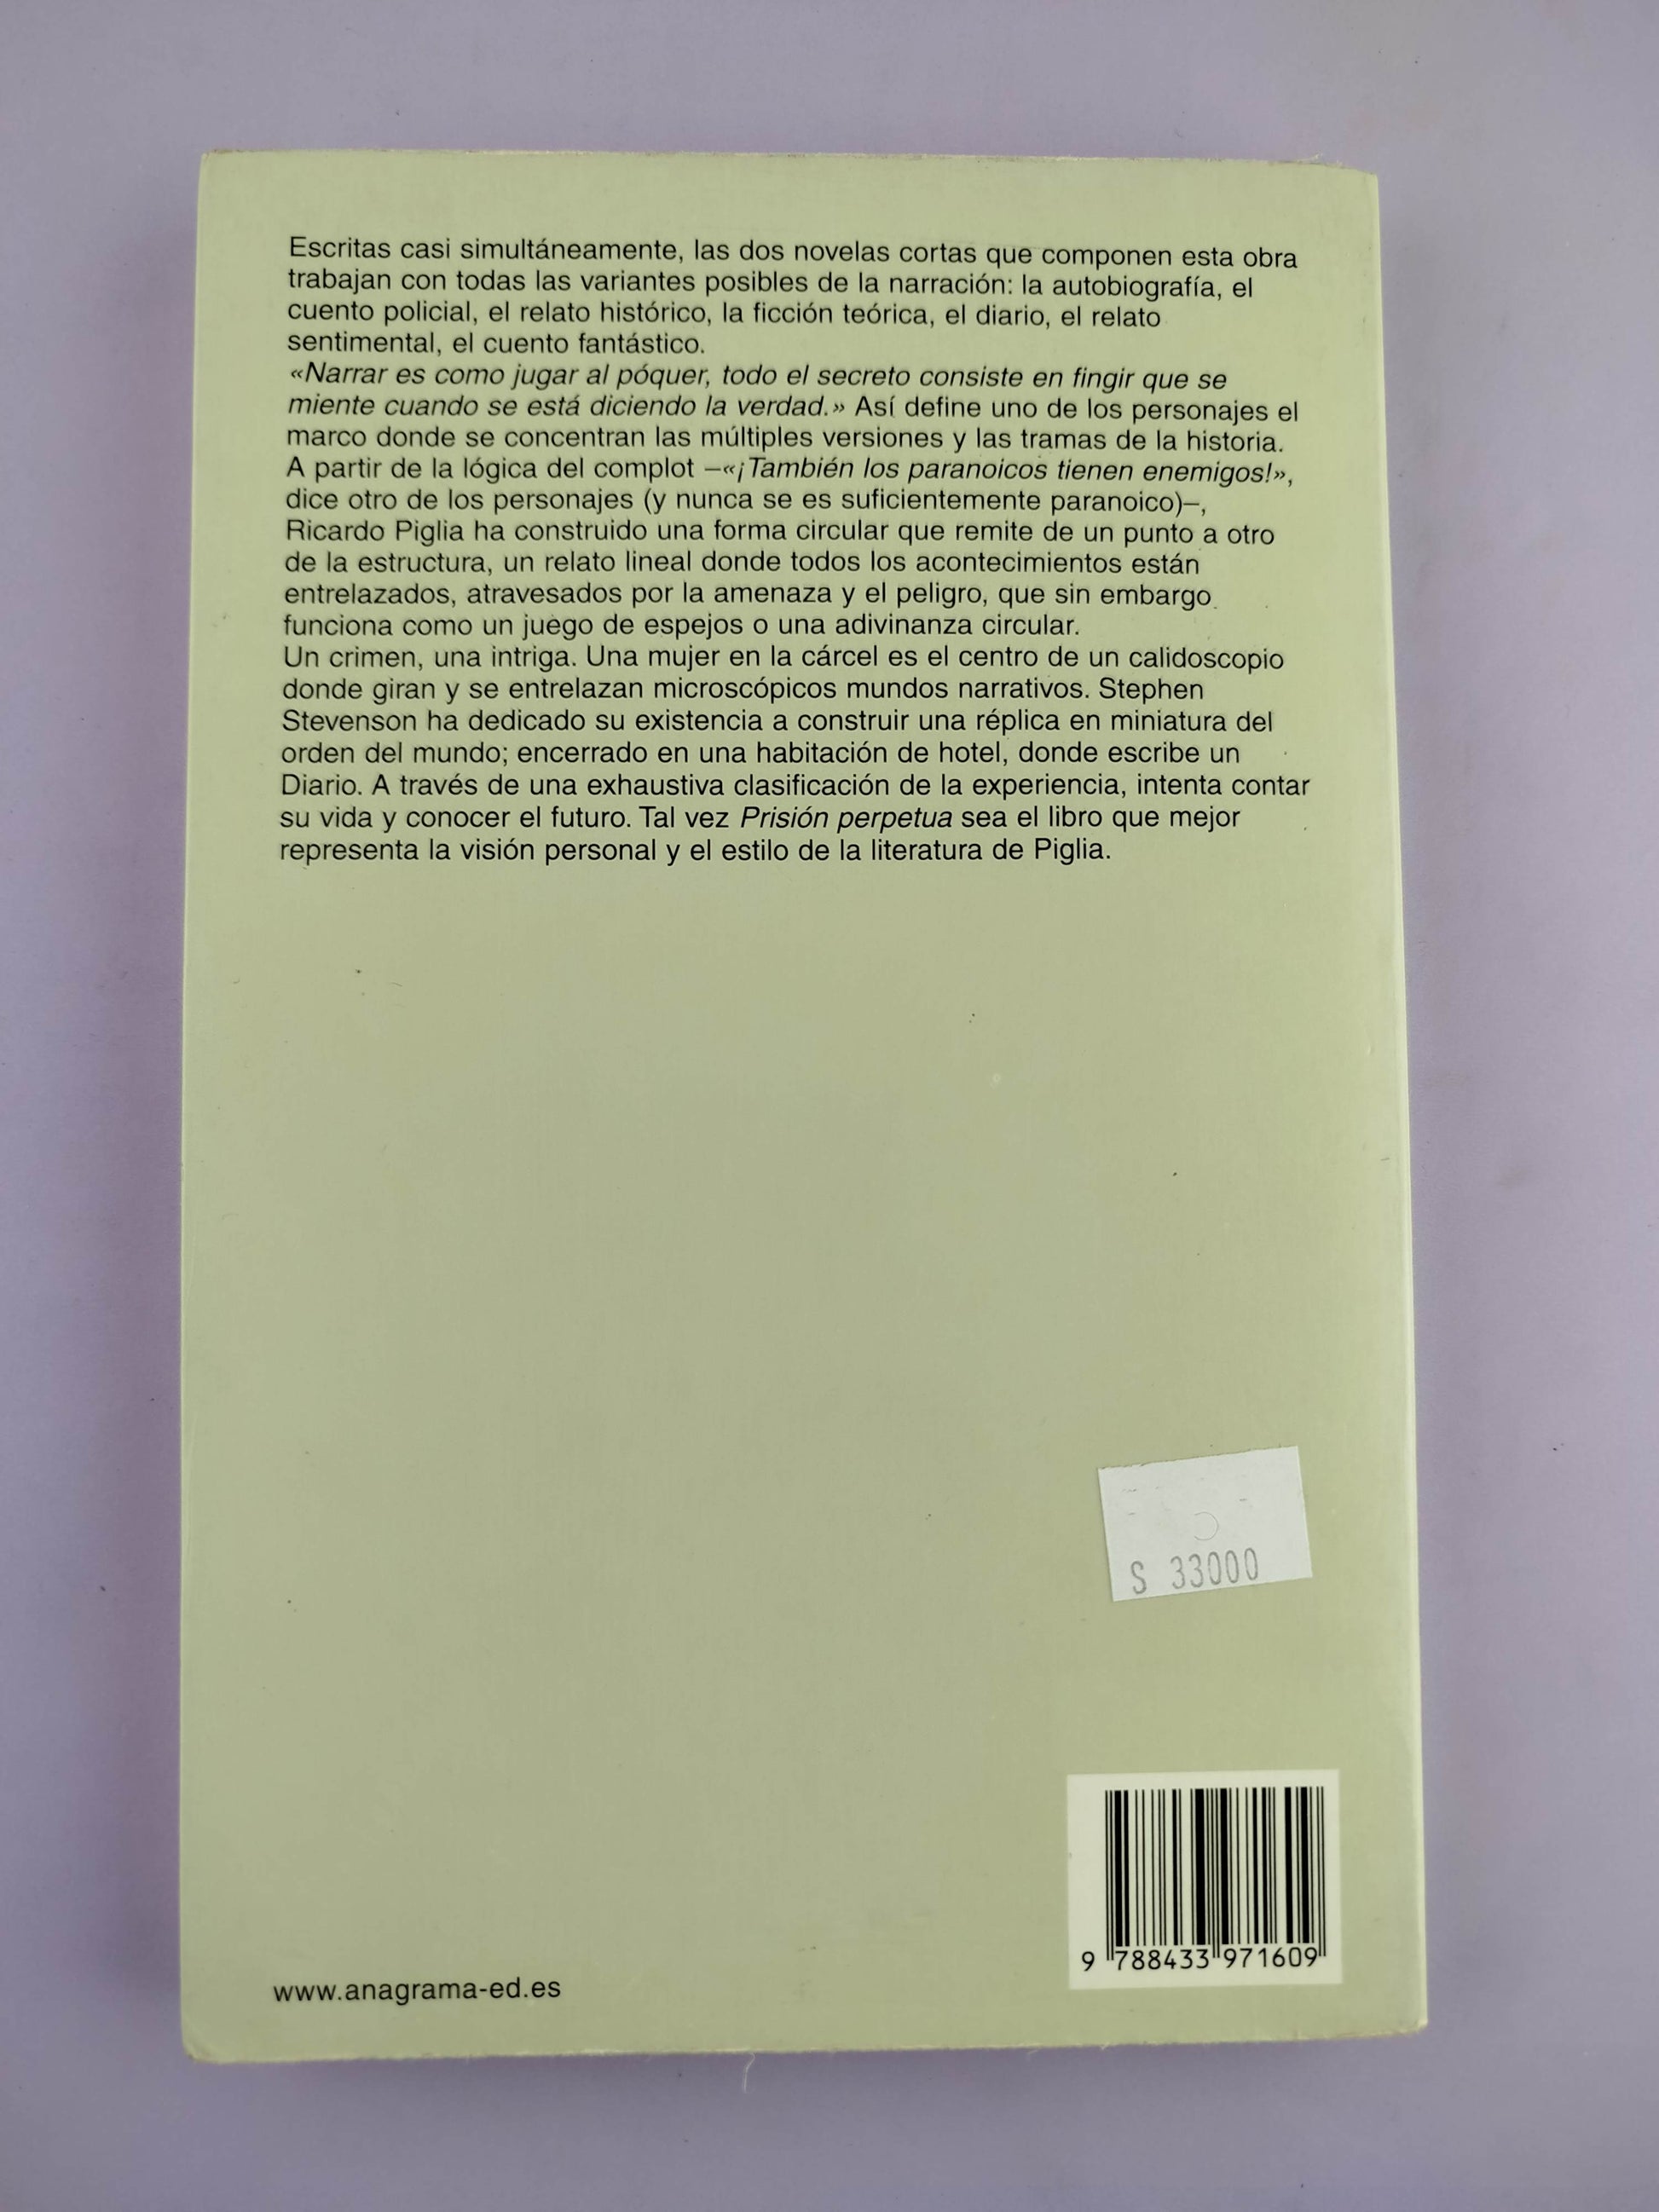 Escritas casi simultáneamente, las dos novelas cortas que componen esta obra
trabajan con todas las variantes posibles de la narración: la autobiografía, el
cuento policial, el relato histórico, la ficción teórica, el diario, el relato
sentimental, el cuento fantástico.
«Narrar es como jugar al póquer, todo el secreto consiste en fingir que se
miente cuando se está diciendo la verdad.» Así define uno de los personajes el
marco donde se concentran las múltiples versiones y las tramas de la historia.
A partir de la lógica del complot –«¡También los paranoicos tienen enemigos!»,
dice otro de los personajes (y nunca se es suficientemente paranoico)–,
Ricardo Piglia ha construido una forma circular que remite de un punto a otro
de la estructura, un relato lineal donde todos los acontecimientos están
entrelazados, atravesados por la amenaza y el peligro, que sin embargo
funciona como un juego de espejos o una adivinanza circular.
Un crimen, una intriga. Una mujer en la cárcel es el centro de un calidoscopio
donde giran y se entrelazan microscópicos mundos narrativos. Stephen
Stevenson ha dedicado su existencia a construir una réplica en miniatura del
orden del mundo; encerrado en una habitación de hotel, donde escribe un
Diario. A través de una exhaustiva clasificación de la experiencia, intenta contar
su vida y conocer el futuro. Tal vez Prisión perpetua sea el libro que mejor
representa la visión personal y el estilo de la literatura de Piglia.
S 33000
9 788433 971609
www.anagrama-ed.es